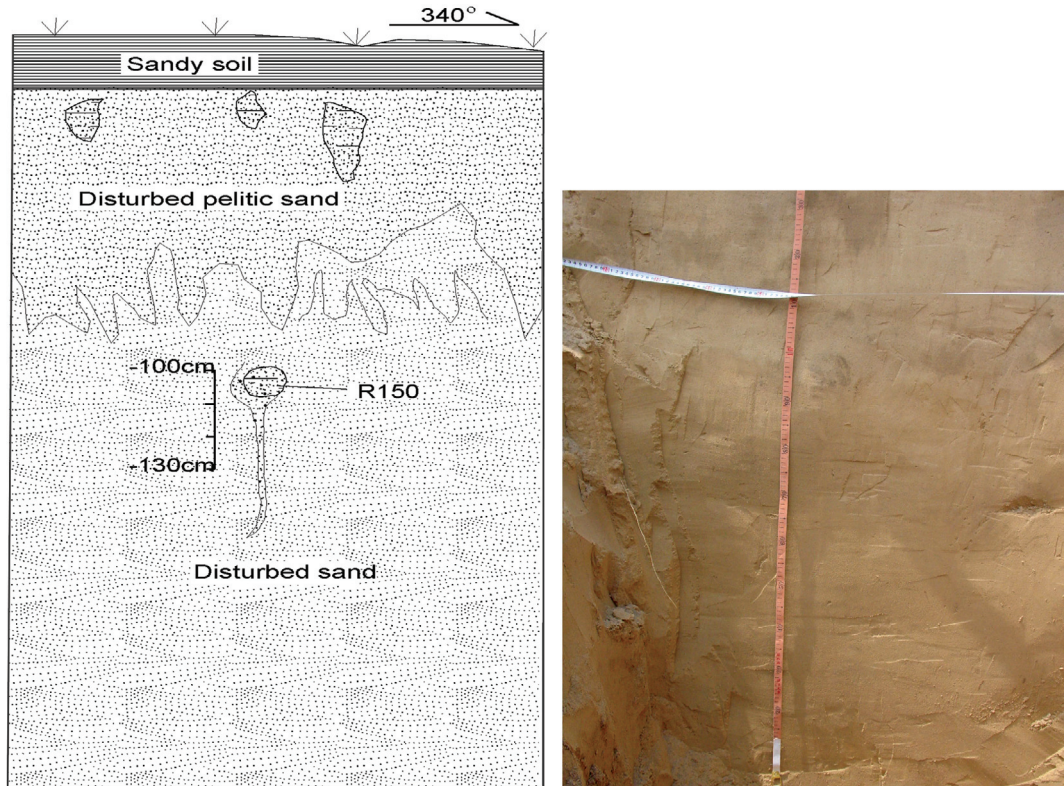 340°
Sandy soil
Disturbed pelitic sand
-100cm
R150
-130cm
Disturbed sand